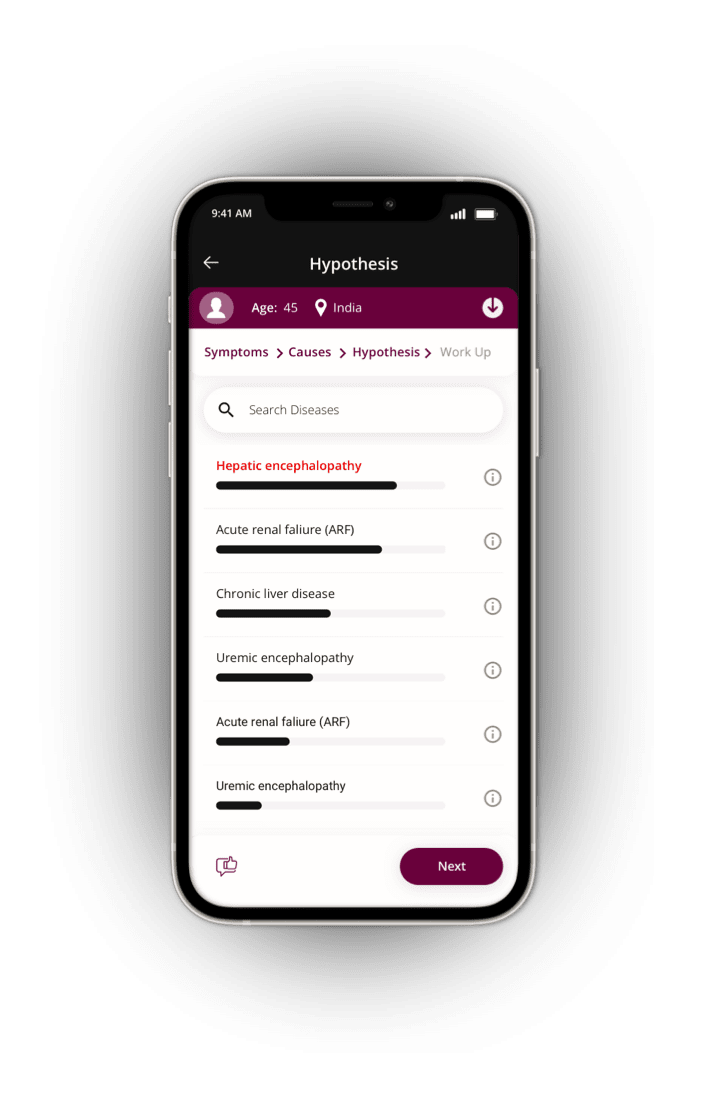 9:41 AM
Hypothesis
Age: 45 India
Symptoms Causes Hypothesis Work Up
Search Diseases
Hepatic encephalopathy
Acute renal faliure (ARF)
Chronic liver disease
Uremic encephalopathy
Acute renal faliure (ARF)
Uremic encephalopathy
Next